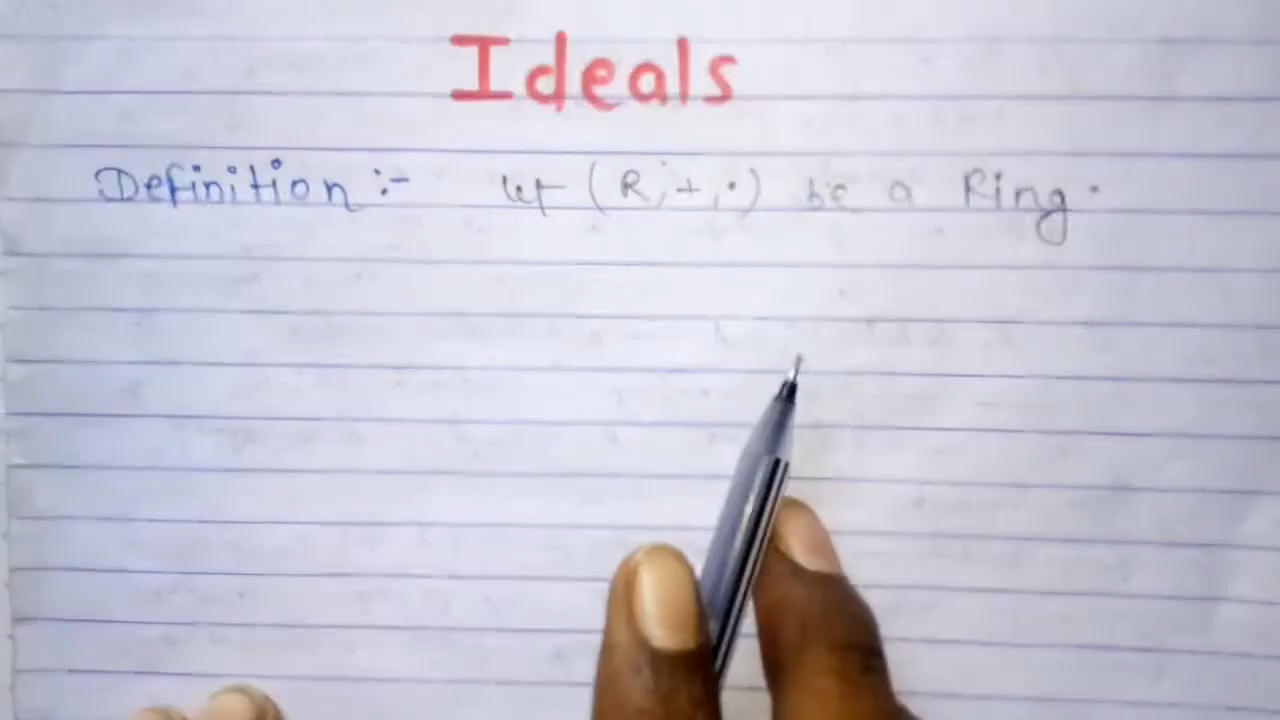 Ideals
Definition :- let (R, +, •) be a Ring.